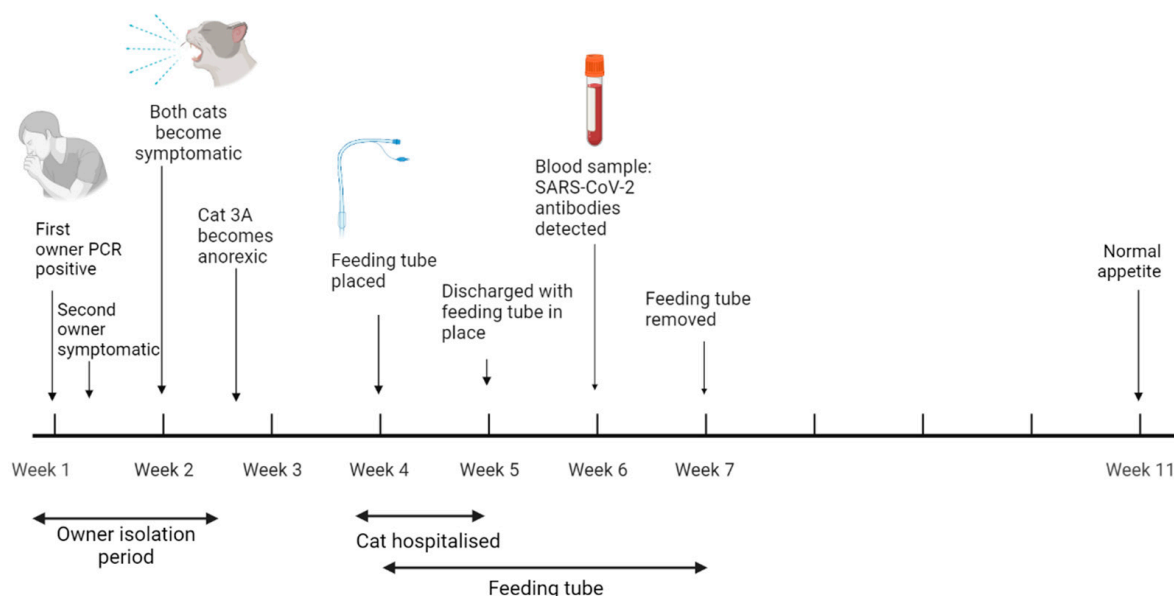 Both cats
become
symptomatic
First
owner PCR
positive
Second
owner
symptomatic
Cat 3A
becomes
anorexic
Feeding tube
placed
Discharged with
feeding tube in
place
Blood sample:
SARS-CoV-2
antibodies
detected
Feeding tube
removed
Normal
appetite
Week 1
Week 2
Week 3
Week 4
Week 5
Week 6
Week 7
Week 11
Owner isolation
period
Cat hospitalised
Feeding tube